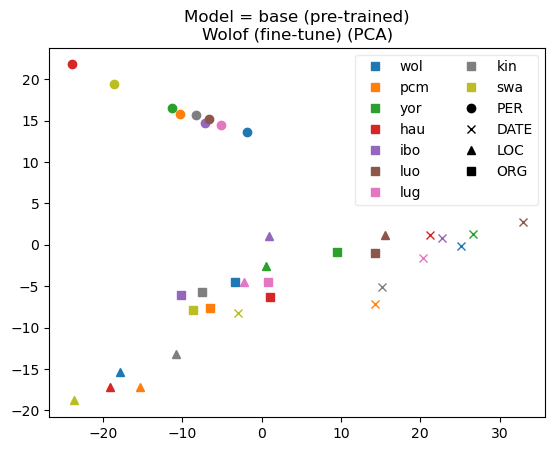 Model = base (pre-trained)
Wolof (fine-tune) (PCA)
wol
pcm
yor
hau
ibo
luo
lug
kin
swa
PER
DATE
LOC
ORG
20
15
10
5
0
−5
−10
−15
−20
−20
−10
0
10
20
30